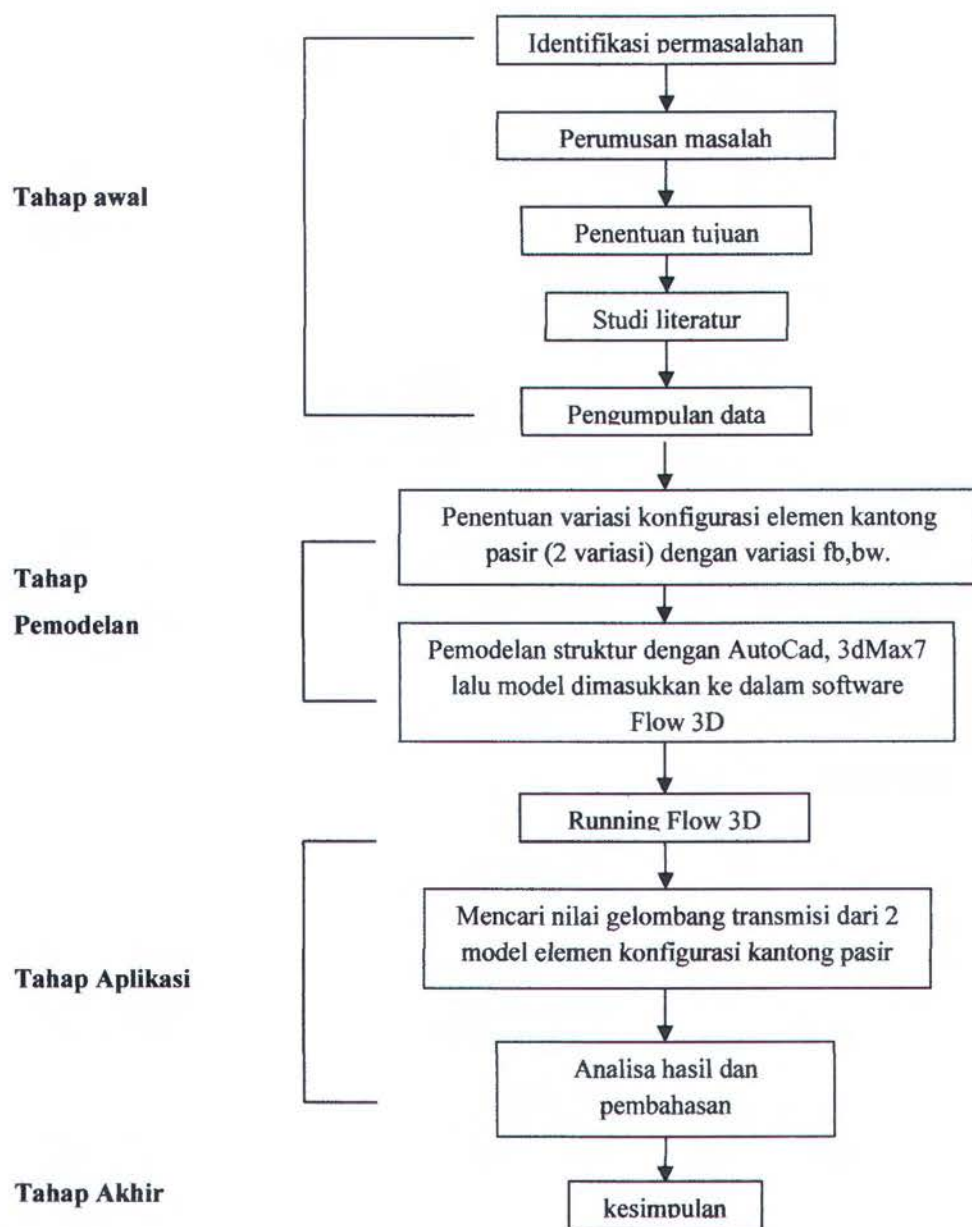 Identifikasi permasalahan
Perumusan masalah
Tahap awal
Penentuan tujuan
Studi literatur
Pengumpulan data
Penentuan variasi konfigurasi elemen kantong
pasir (2 variasi) dengan variasi fb,bw.
Tahap
Pemodelan
Pemodelan struktur dengan AutoCad, 3dMax7
lalu model dimasukkan ke dalam software
Flow 3D
Running Flow 3D
Mencari nilai gelombang transmisi dari 2
model elemen konfigurasi kantong pasir
Tahap Aplikasi
Analisa hasil dan
pembahasan
Tahap Akhir
kesimpulan